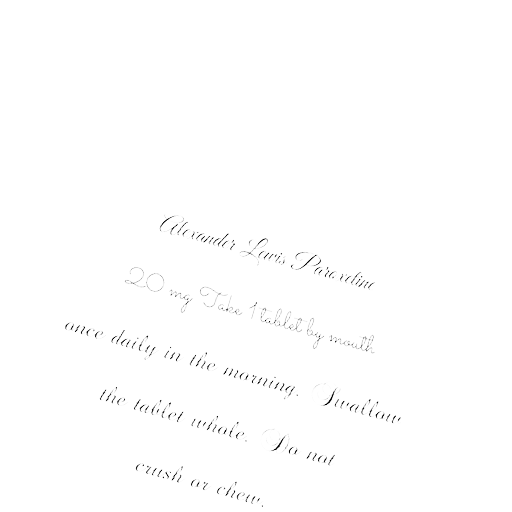 Alexander Lewis Paroxetine
20 mg Take 1 tablet by mouth
once daily in the morning. Swallow
the tablet whole. Do not
crush or chew.